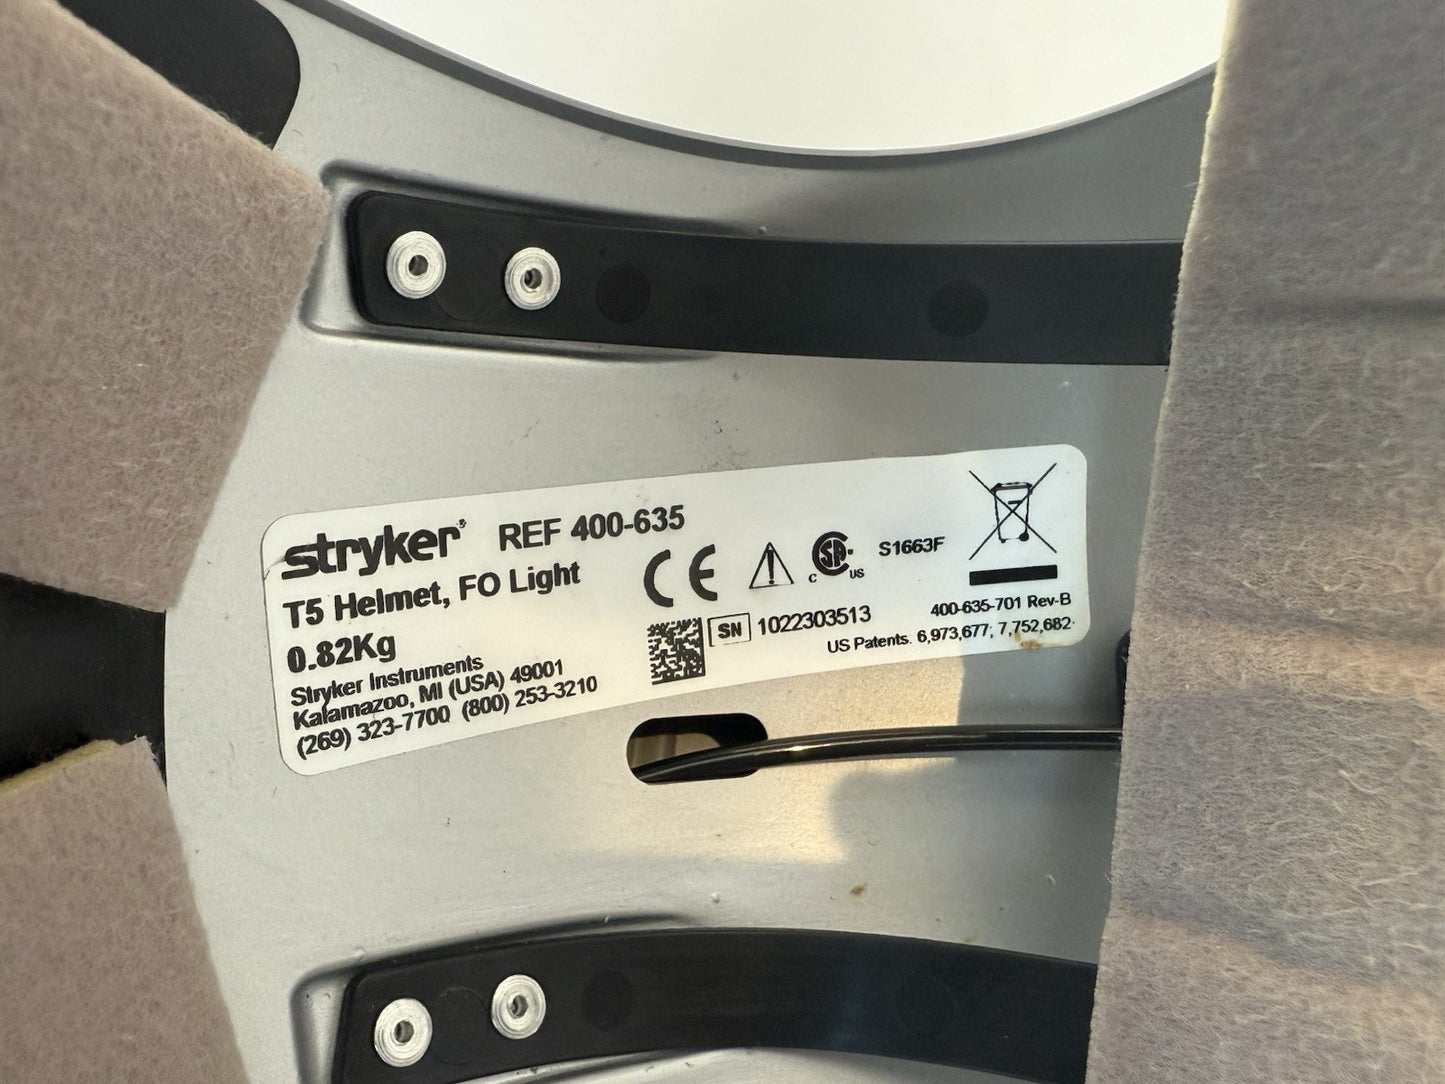 stryker REF 400-635
T5 Helmet, FO Light
0.82Kg
Stryker Instruments
Kalamazoo, MI (USA) 49001
(269) 323-7700 (800) 253-3210
CE
C SA US
S1663F
SN 1022303513
400-635-701 Rev-B
US Patents. 6,973,677; 7,752,682